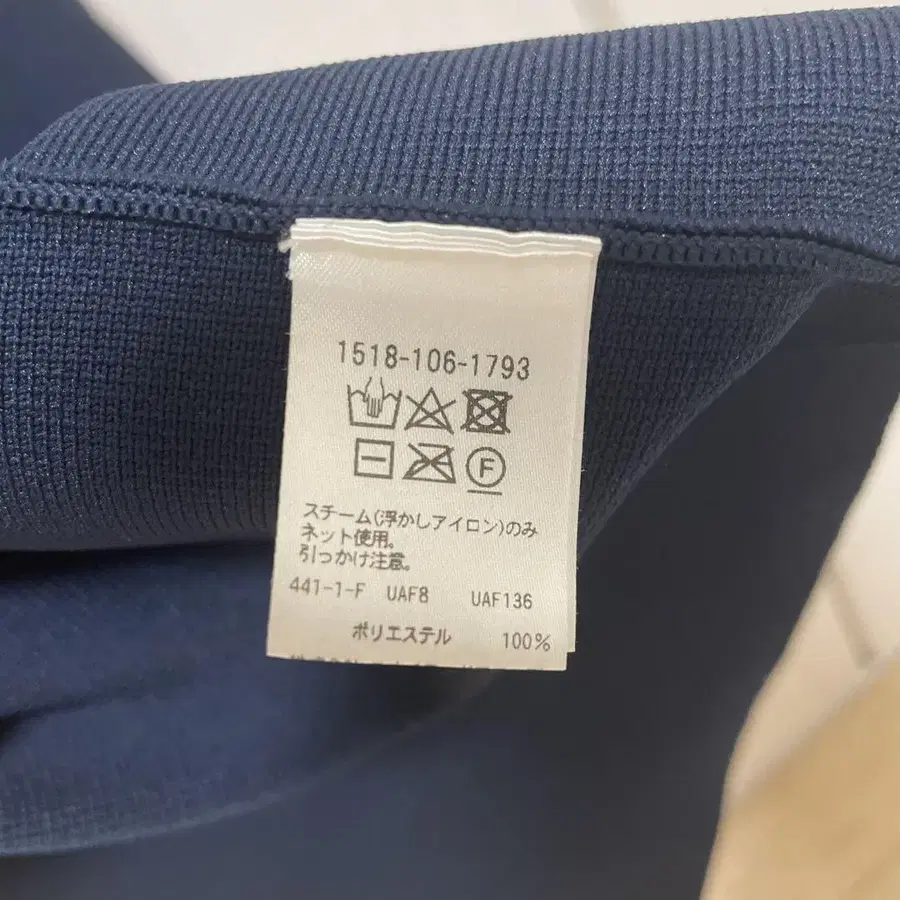 1518-106-1793
F
スチーム(浮かしアイロン)のみ
ネット使用。
引っかけ注意。
441-1-F UAF8 UAF136
ポリエステル 100%